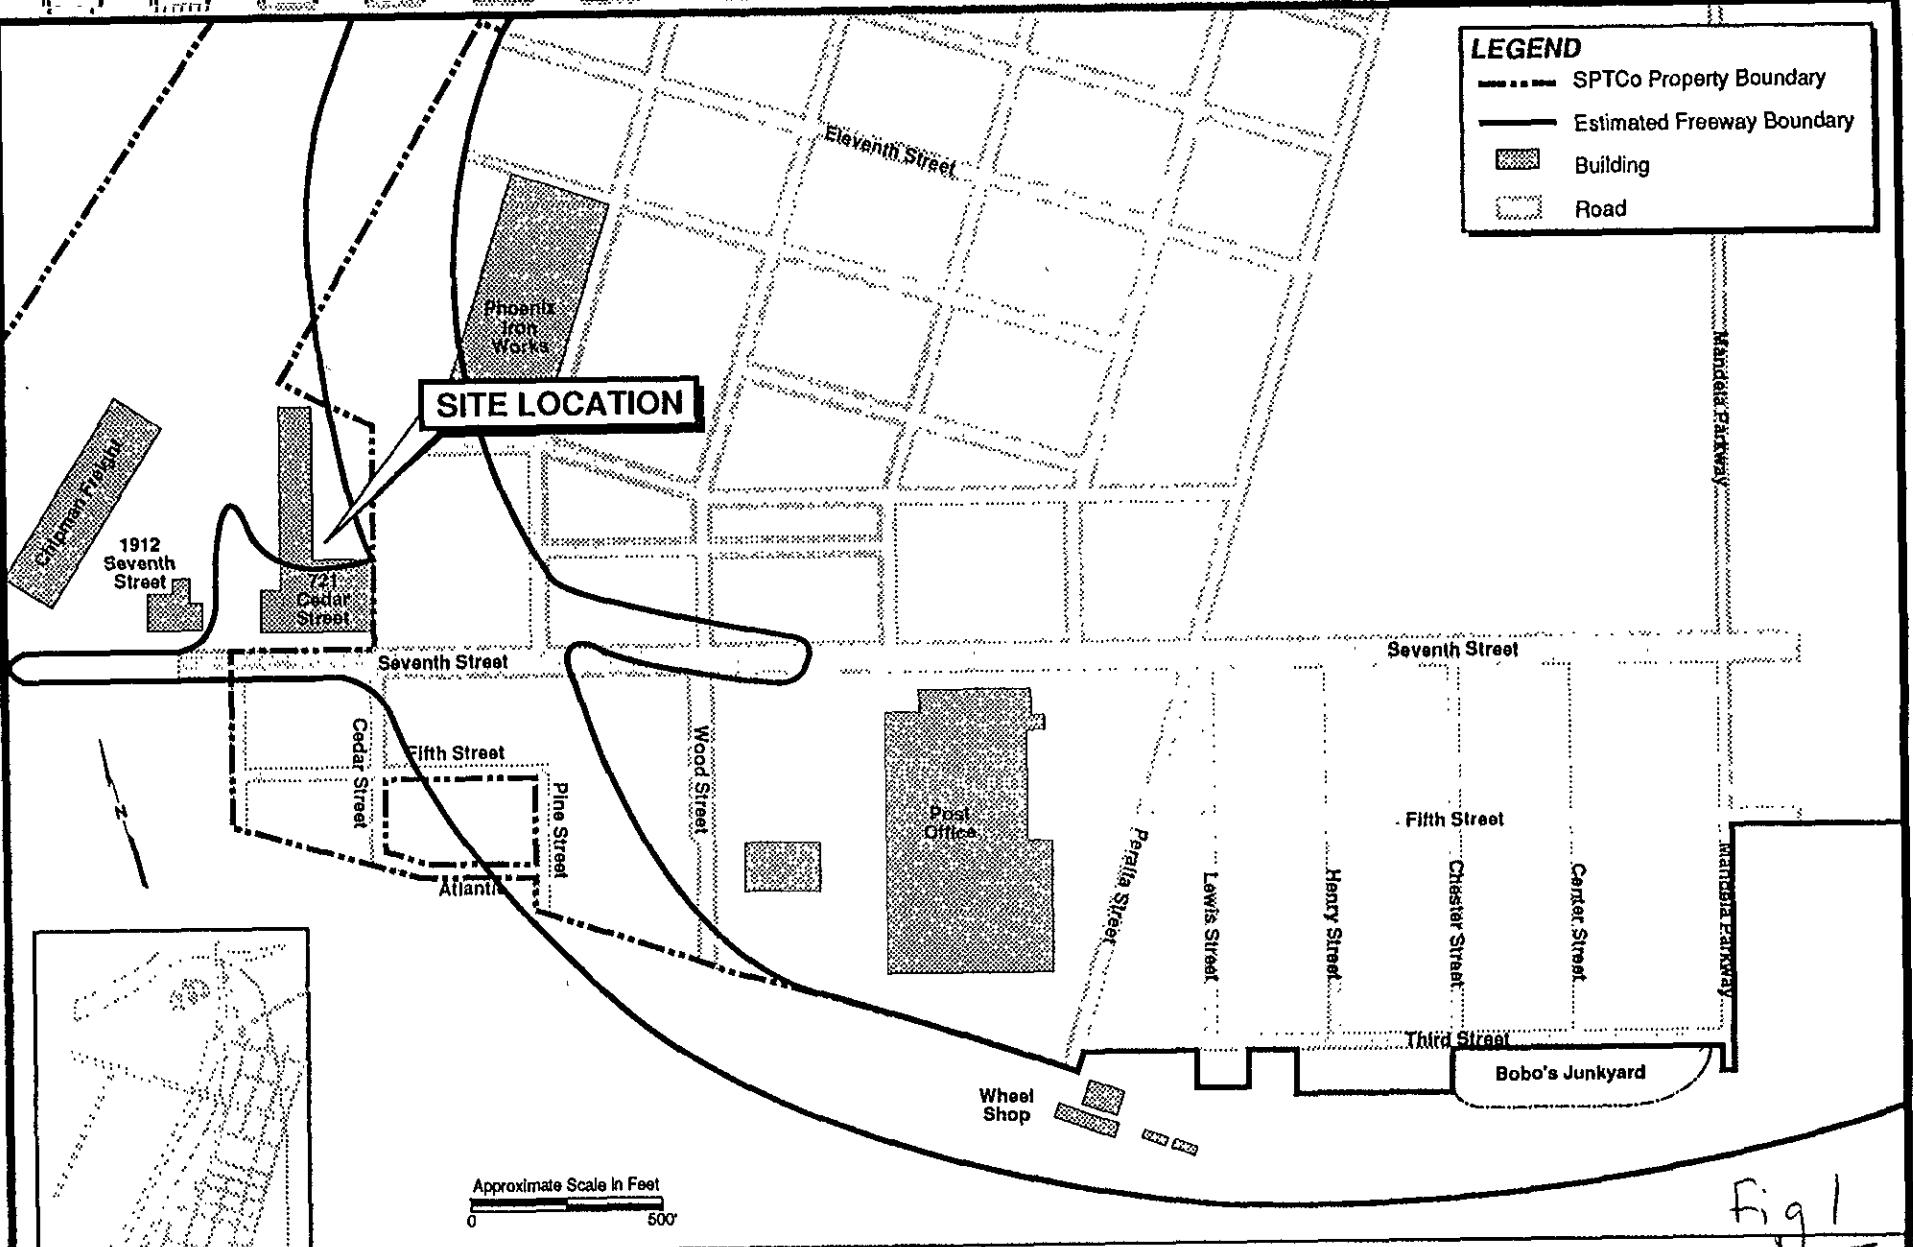 LEGEND
SPTCo Property Boundary
Estimated Freeway Boundary
Building
Road
Eleventh Street
Phoenix
Iron
Works
SITE LOCATION
Mandela Parkway
Chipman Freight
1912
Seventh
Street
721
Cedar
Street
Seventh Street
Seventh Street
Cedar Street
Fifth Street
Pine Street
Wood Street
Post
Office
Peralta Street
Lewis Street
Henry Street
Fifth Street
Chester Street
Center Street
Mandela Parkway
Atlantic
N
Third Street
Bobo's Junkyard
Wheel
Shop
Approximate Scale in Feet
0 500'
Fig 1